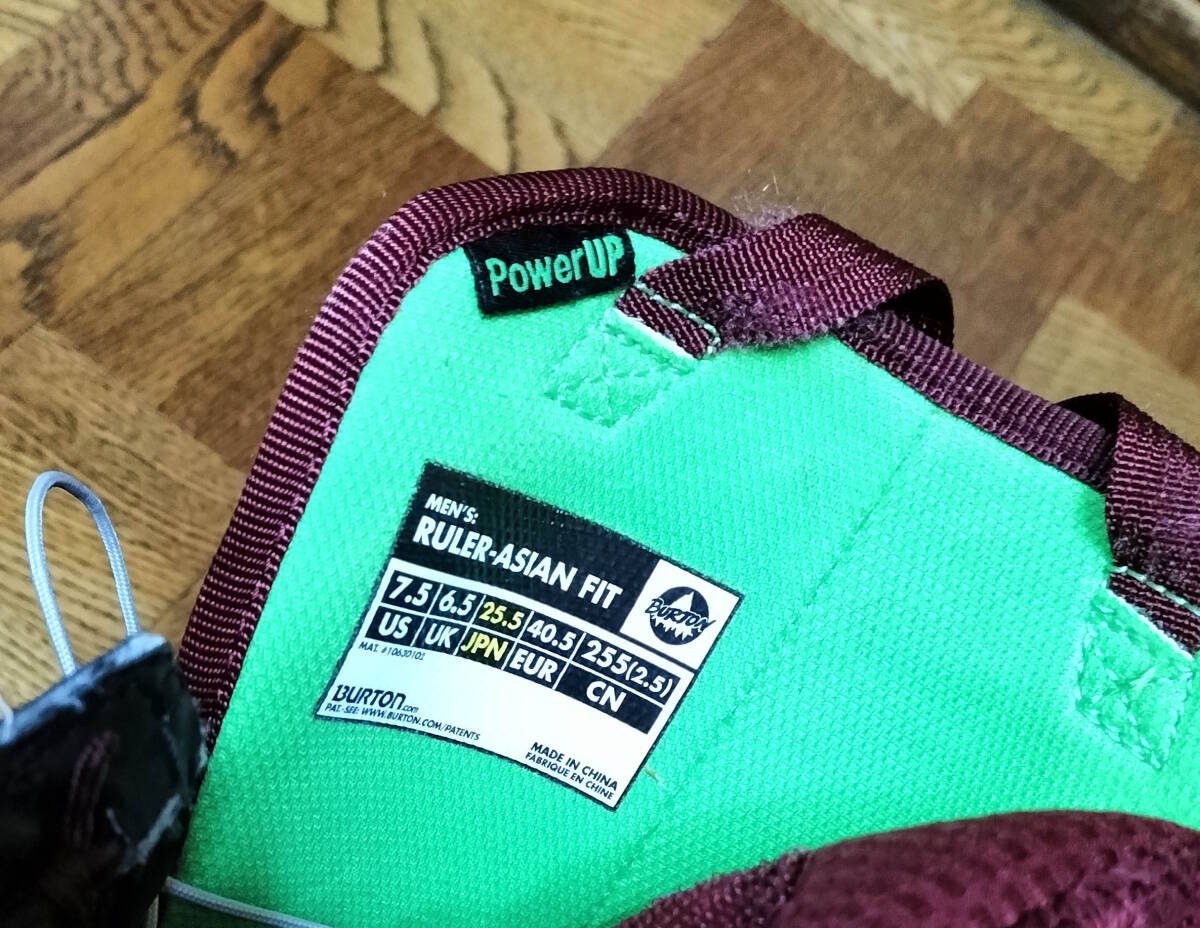 PowerUP
MEN'S:
RULER-ASIAN FIT
BURTON
7.5 6.5 25.5 40.5 255(2.5)
US UK JPN EUR CN
MAT. #10630101
BURTON.com
PAT.-SEE: WWW.BURTON.COM/PATENTS
MADE IN CHINA
FABRIQUE EN CHINE